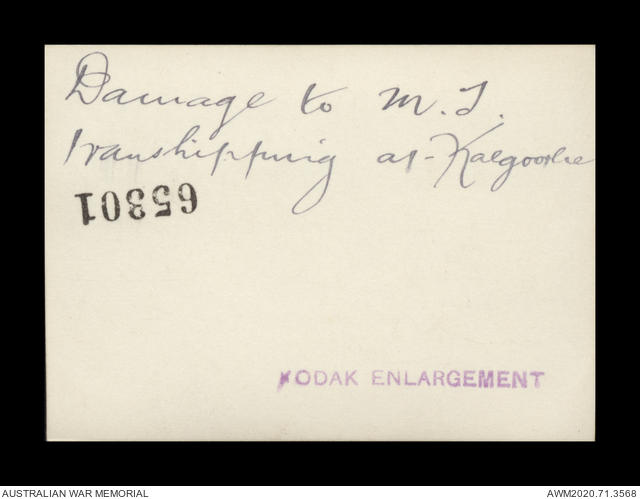 Damage to M.T.
transhipping at Kalgoorlie
65301
KODAK ENLARGEMENT
AUSTRALIAN WAR MEMORIAL
AWM2020.71.3568